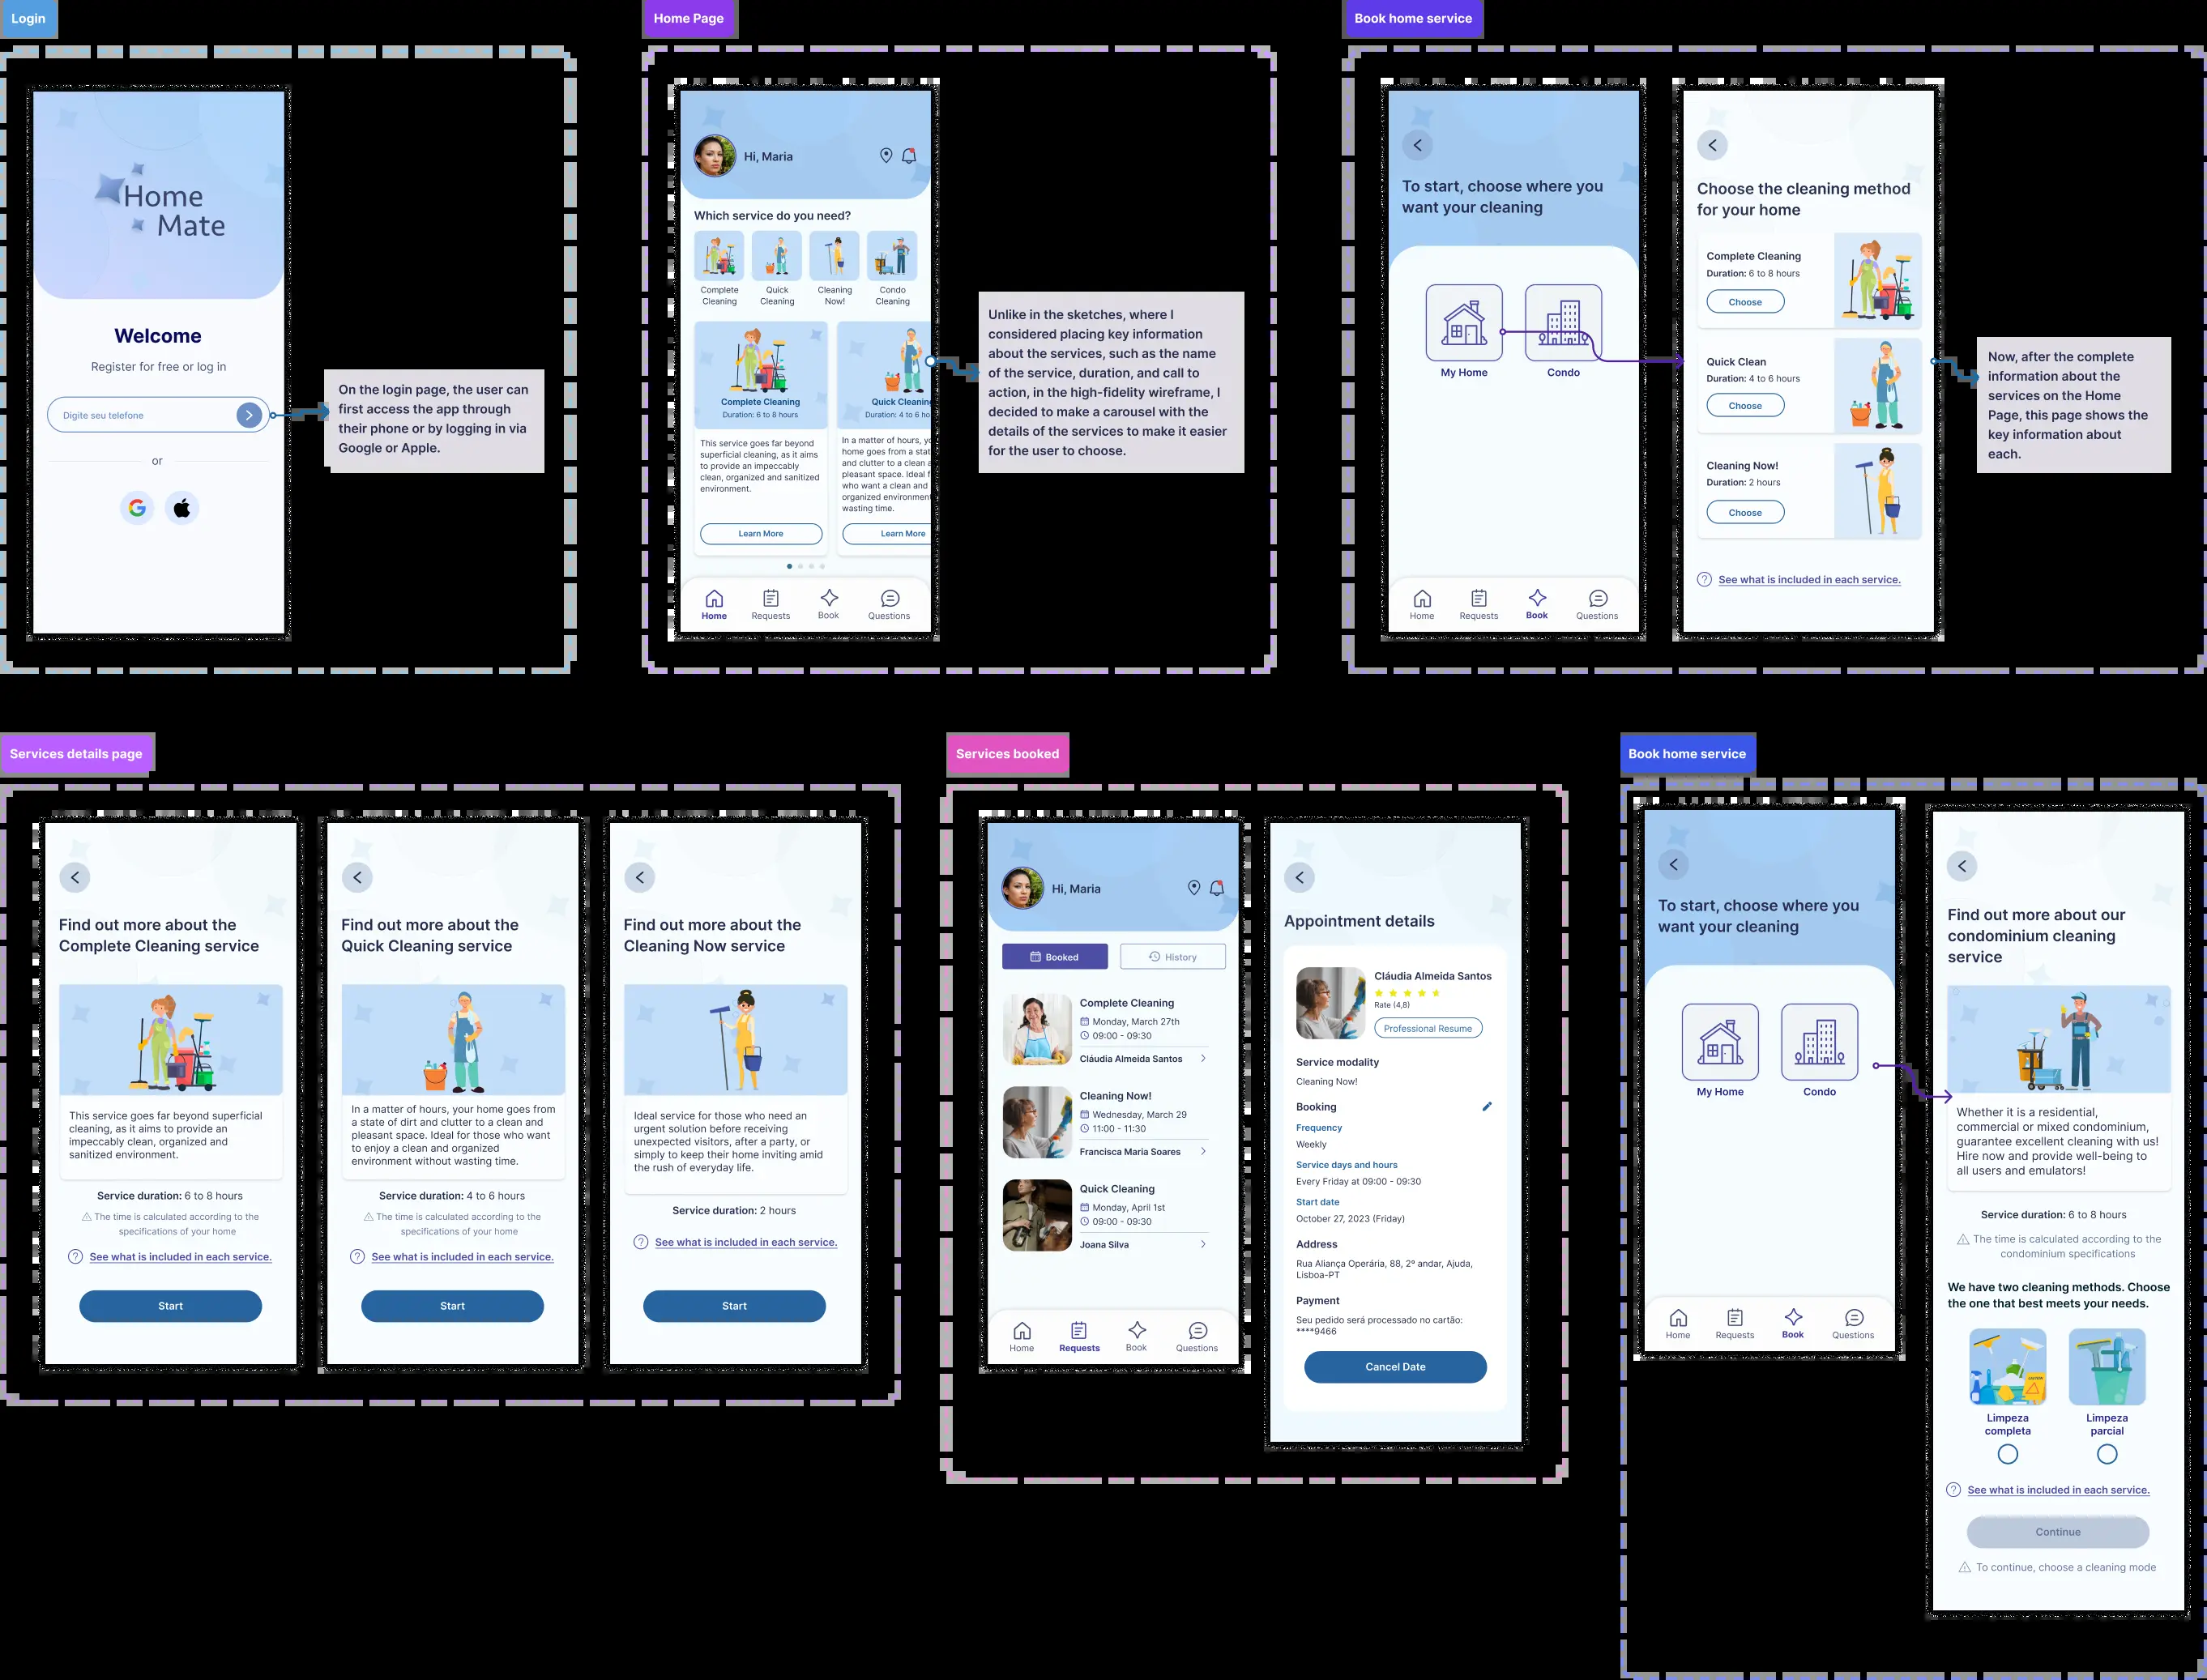 Login
Home
Mate
Welcome
Register for free or log in
Digite seu telefone
or
On the login page, the user can
first access the app through
their phone or by logging in via
Google or Apple.
Home Page
Hi, Maria
Which service do you need?
Complete
Cleaning
Quick
Cleaning
Cleaning
Now!
Condo
Cleaning
Complete Cleaning
Duration: 6 to 8 hours
This service goes far beyond
superficial cleaning, as it aims
to provide an impeccably
clean, organized and sanitized
environment.
Learn More
Quick Cleaning
Duration: 4 to 6 ho
In a matter of hours, y
home goes from a stat
and clutter to a clean a
pleasant space. Ideal f
who want a clean and
organized environment
wasting time.
Learn More
Home
Requests
Book
Questions
Unlike in the sketches, where I
considered placing key information
about the services, such as the name
of the service, duration, and call to
action, in the high-fidelity wireframe, I
decided to make a carousel with the
details of the services to make it easier
for the user to choose.
Book home service
To start, choose where you
want your cleaning
My Home
Condo
Home
Requests
Book
Questions
Choose the cleaning method
for your home
Complete Cleaning
Duration: 6 to 8 hours
Choose
Quick Clean
Duration: 4 to 6 hours
Choose
Cleaning Now!
Duration: 2 hours
Choose
See what is included in each service.
Now, after the complete
information about the
services on the Home
Page, this page shows the
key information about
each.
Services details page
Find out more about the
Complete Cleaning service
This service goes far beyond superficial
cleaning, as it aims to provide an
impeccably clean, organized and
sanitized environment.
Service duration: 6 to 8 hours
The time is calculated according to the
specifications of your home
See what is included in each service.
Start
Find out more about the
Quick Cleaning service
In a matter of hours, your home goes from
a state of dirt and clutter to a clean and
pleasant space. Ideal for those who want
to enjoy a clean and organized
environment without wasting time.
Service duration: 4 to 6 hours
The time is calculated according to the
specifications of your home
See what is included in each service.
Start
Find out more about the
Cleaning Now service
Ideal service for those who need an
urgent solution before receiving
unexpected visitors, after a party, or
simply to keep their home inviting amid
the rush of everyday life.
Service duration: 2 hours
See what is included in each service.
Start
Services booked
Hi, Maria
Booked
History
Complete Cleaning
Monday, March 27th
09:00 - 09:30
Cláudia Almeida Santos
Cleaning Now!
Wednesday, March 29
11:00 - 11:30
Francisca Maria Soares
Quick Cleaning
Monday, April 1st
09:00 - 09:30
Joana Silva
Home
Requests
Book
Questions
Appointment details
Cláudia Almeida Santos
Rate (4,8)
Professional Resume
Service modality
Cleaning Now!
Booking
Frequency
Weekly
Service days and hours
Every Friday at 09:00 - 09:30
Start date
October 27, 2023 (Friday)
Address
Rua Aliança Operária, 88, 2º andar, Ajuda,
Lisboa-PT
Payment
Seu pedido será processado no cartão:
****9466
Cancel Date
Book home service
To start, choose where you
want your cleaning
My Home
Condo
Home
Requests
Book
Questions
Find out more about our
condominium cleaning
service
Whether it is a residential,
commercial or mixed condominium,
guarantee excellent cleaning with us!
Hire now and provide well-being to
all users and emulators!
Service duration: 6 to 8 hours
The time is calculated according to the
condominium specifications
We have two cleaning methods. Choose
the one that best meets your needs.
Limpeza
completa
Limpeza
parcial
See what is included in each service.
Continue
To continue, choose a cleaning mode